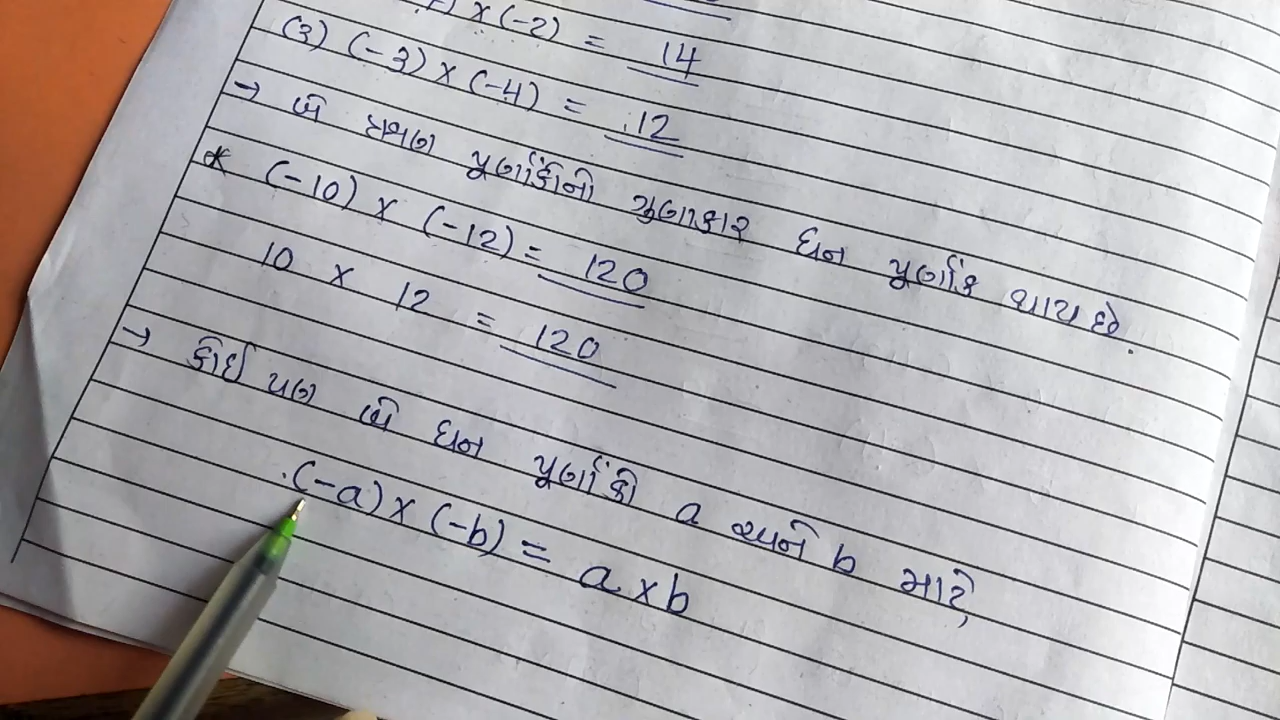 × (-2) = 14
(3) (-3) × (-4) = 12
→ બે ઋણ પુર્ણાંકોનો ગુણાકાર ધન પુર્ણાંક થાય છે.
* (-10) × (-12) = 120
10 × 12 = 120
→ કોઈ પણ બે ધન પુર્ણાંકો a અને b માટે,
(-a) × (-b) = a × b